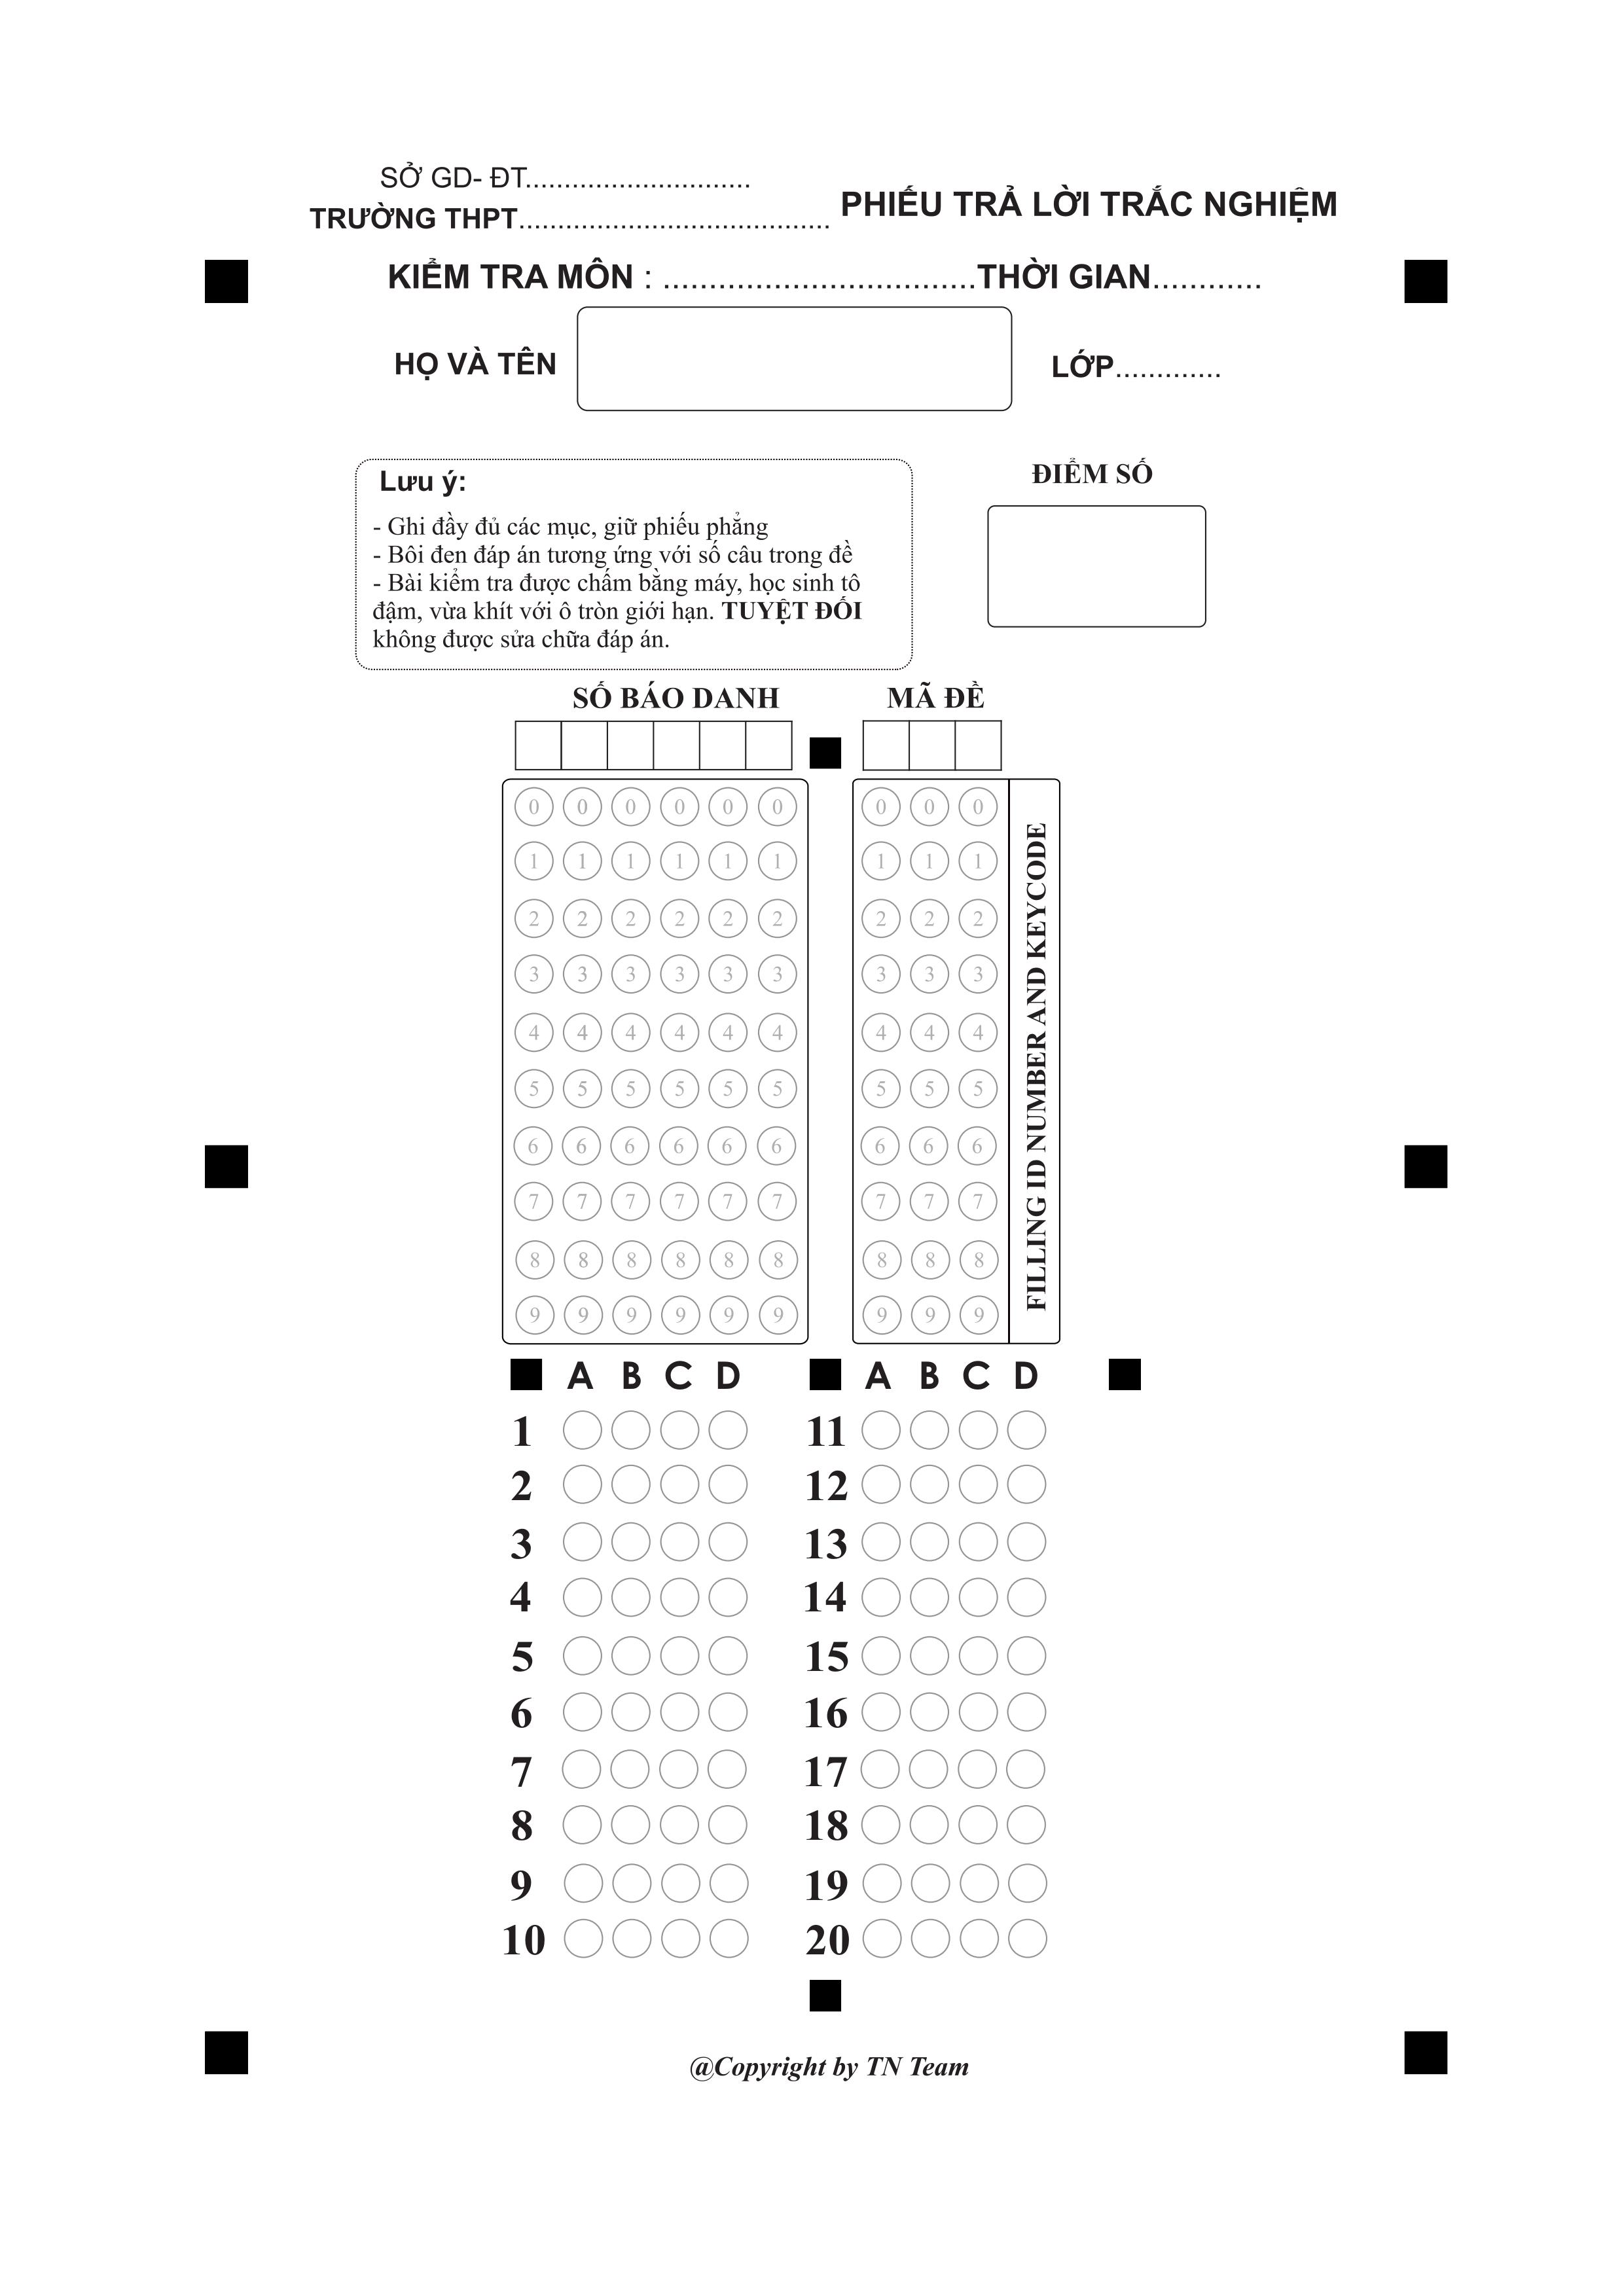 SỞ GD- ĐT.............................
TRƯỜNG THPT........................................
PHIẾU TRẢ LỜI TRẮC NGHIỆM
KIỂM TRA MÔN : ..................................THỜI GIAN............
HỌ VÀ TÊN
LỚP.............
Lưu ý:
- Ghi đầy đủ các mục, giữ phiếu phẳng
- Bôi đen đáp án tương ứng với số câu trong đề
- Bài kiểm tra được chấm bằng máy, học sinh tô
đậm, vừa khít với ô tròn giới hạn. TUYỆT ĐỐI
không được sửa chữa đáp án.
ĐIỂM SỐ
SỐ BÁO DANH MÃ ĐỀ
0 0 0 0 0 0 0 0 0
1 1 1 1 1 1 1 1 1
2 2 2 2 2 2 2 2 2
3 3 3 3 3 3 3 3 3
4 4 4 4 4 4 4 4 4
5 5 5 5 5 5 5 5 5
6 6 6 6 6 6 6 6 6
7 7 7 7 7 7 7 7 7
8 8 8 8 8 8 8 8 8
9 9 9 9 9 9 9 9 9
FILLING ID NUMBER AND KEYCODE
A B C D A B C D
1 11
2 12
3 13
4 14
5 15
6 16
7 17
8 18
9 19
10 20
@Copyright by TN Team